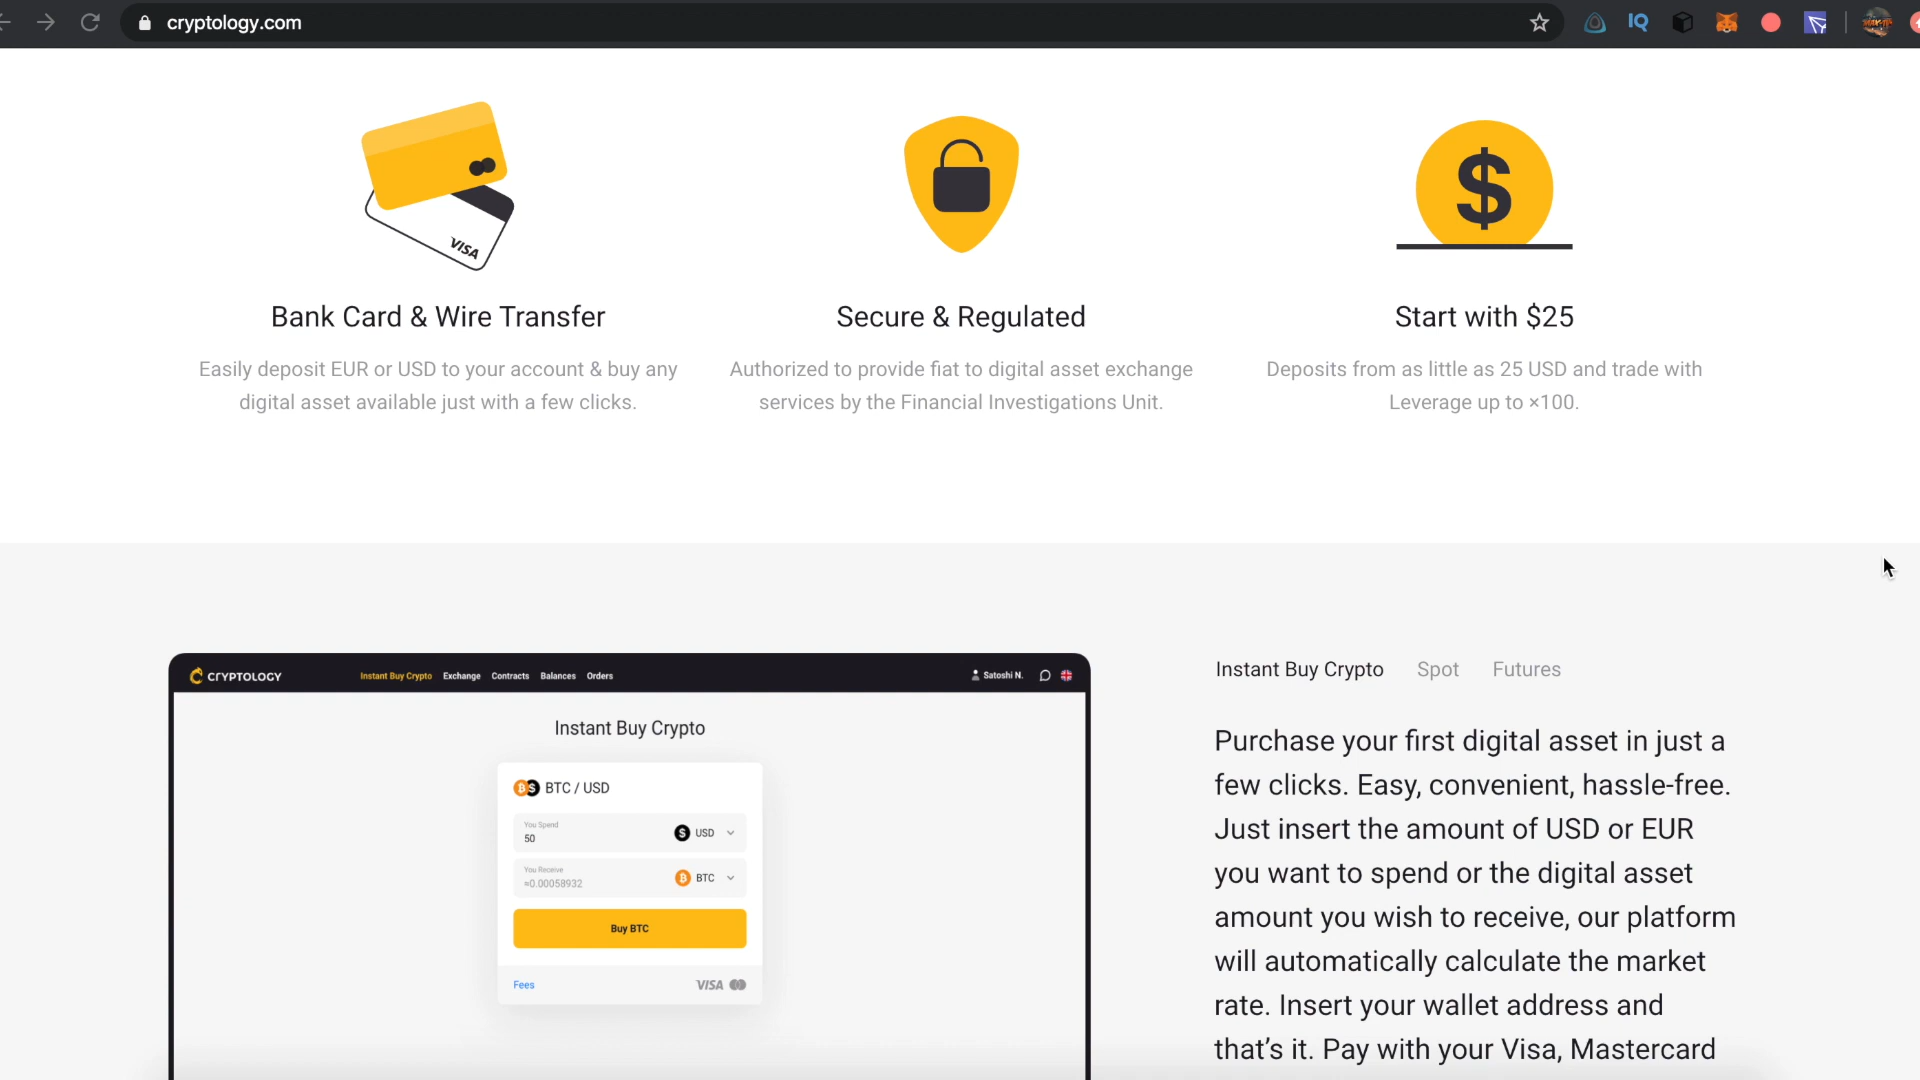 cryptology.com
IQ
VISA
$
Bank Card & Wire Transfer
Easily deposit EUR or USD to your account & buy any
digital asset available just with a few clicks.
Secure & Regulated
Authorized to provide fiat to digital asset exchange
services by the Financial Investigations Unit.
Start with $25
Deposits from as little as 25 USD and trade with
Leverage up to ×100.
CRYPTOLOGY
Instant Buy Crypto Exchange Contracts Balances Orders
Satoshi N.
Instant Buy Crypto
BTC / USD
You Spend
50
USD
You Receive
≈0.00058932
BTC
Buy BTC
Fees
VISA
Instant Buy Crypto Spot Futures
Purchase your first digital asset in just a
few clicks. Easy, convenient, hassle-free.
Just insert the amount of USD or EUR
you want to spend or the digital asset
amount you wish to receive, our platform
will automatically calculate the market
rate. Insert your wallet address and
that’s it. Pay with your Visa, Mastercard